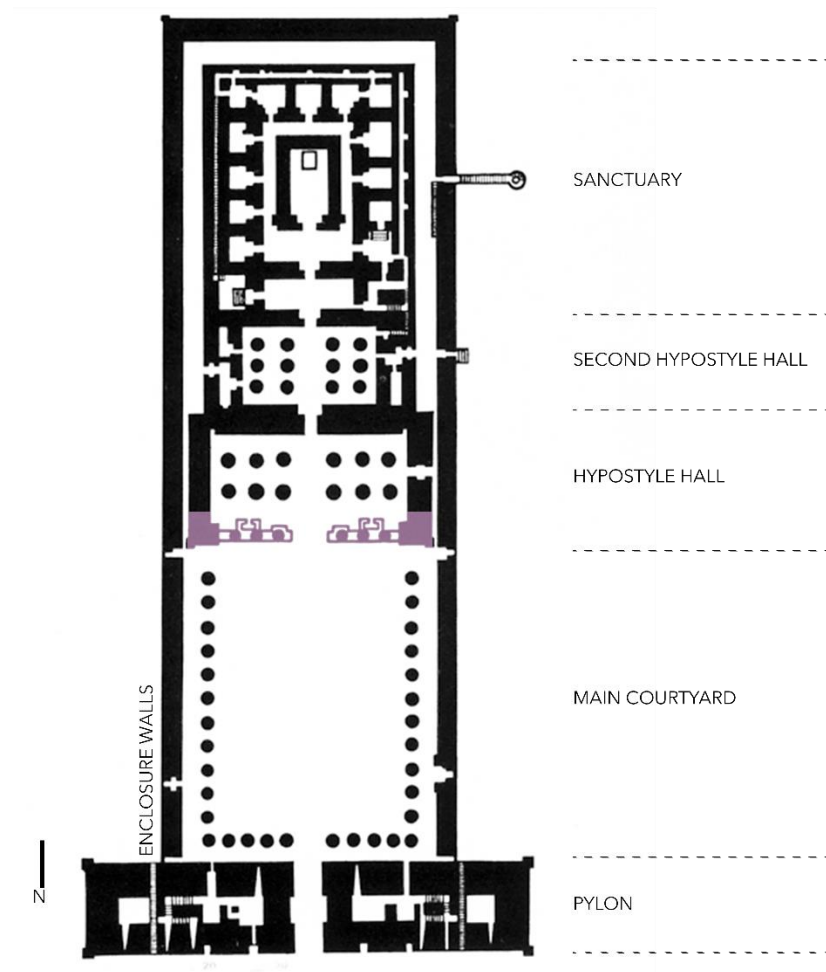 SANCTUARY
SECOND HYPOSTYLE HALL
HYPOSTYLE HALL
MAIN COURTYARD
ENCLOSURE WALLS
N
PYLON